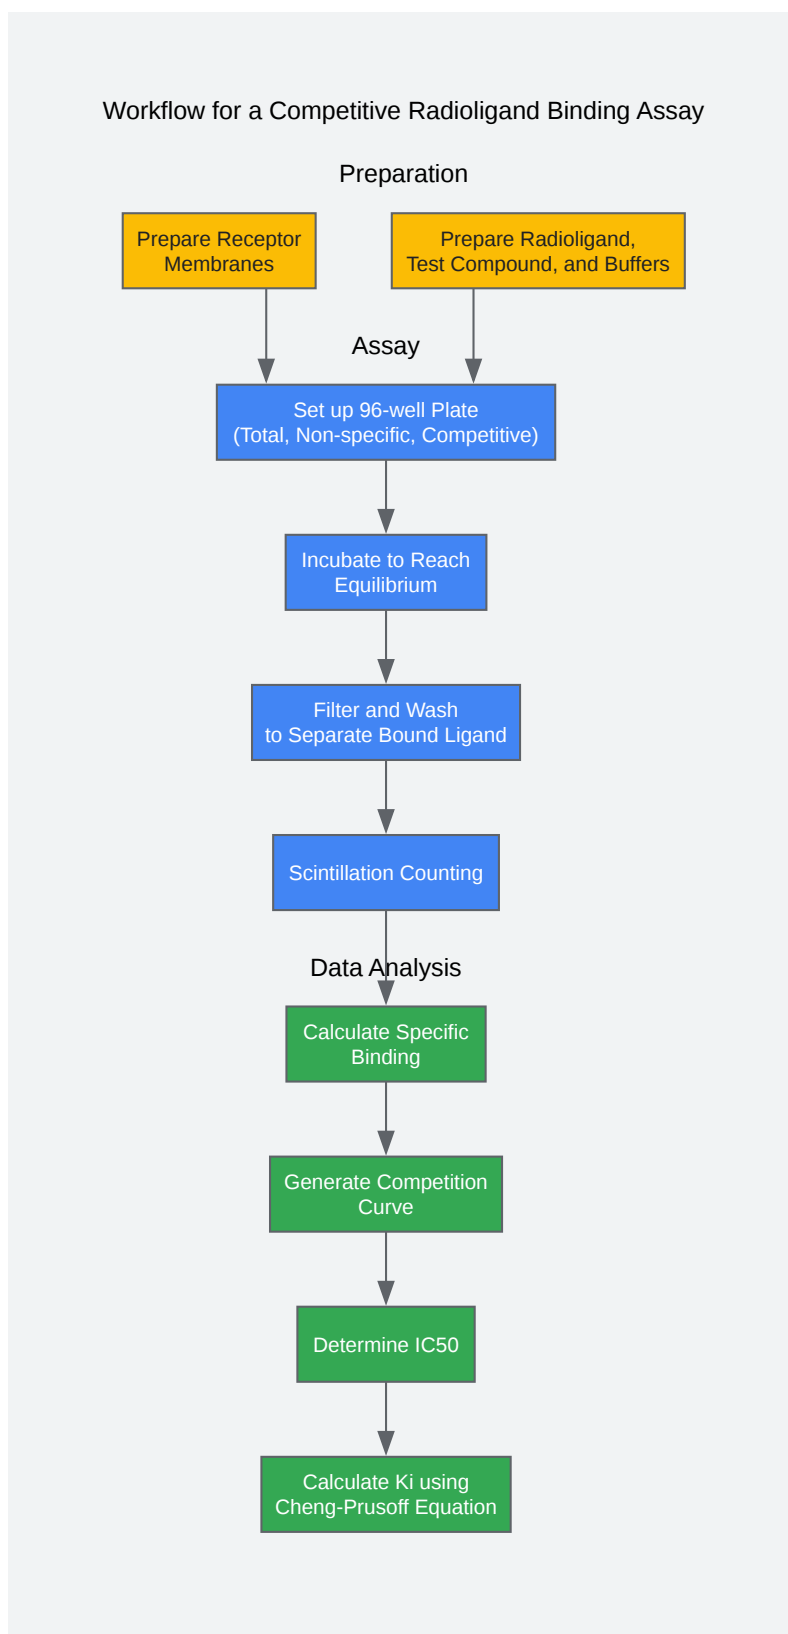 Workflow for a Competitive Radioligand Binding Assay
Preparation
Prepare Receptor
Membranes
Prepare Radioligand,
Test Compound, and Buffers
Assay
Set up 96-well Plate
(Total, Non-specific, Competitive)
Incubate to Reach
Equilibrium
Filter and Wash
to Separate Bound Ligand
Scintillation Counting
Data Analysis
Calculate Specific
Binding
Generate Competition
Curve
Determine IC50
Calculate Ki using
Cheng-Prusoff Equation